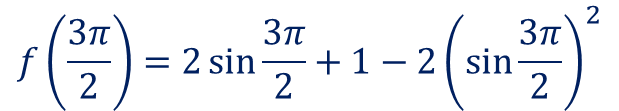 f(3π/2) = 2 sin 3π/2 + 1 − 2(sin 3π/2)²